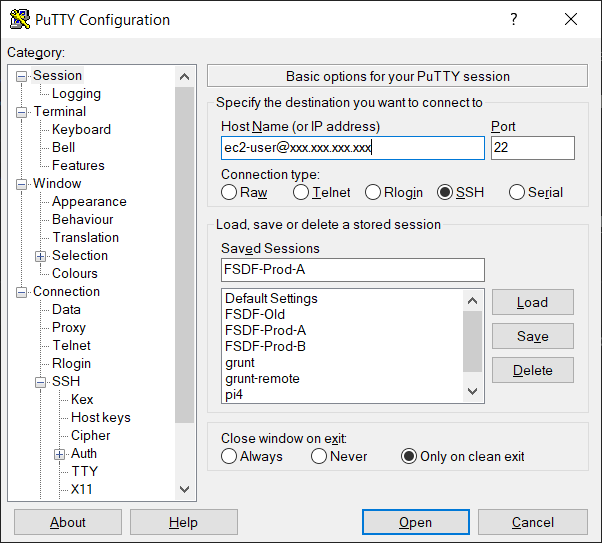 PuTTY Configuration
?
Category:
Session
Logging
Terminal
Keyboard
Bell
Features
Window
Appearance
Behaviour
Translation
Selection
Colours
Connection
Data
Proxy
Telnet
Rlogin
SSH
Kex
Host keys
Cipher
Auth
TTY
X11
Basic options for your PuTTY session
Specify the destination you want to connect to
Host Name (or IP address) Port
ec2-user@xxx.xxx.xxx.xxx 22
Connection type:
Raw Telnet Rlogin SSH Serial
Load, save or delete a stored session
Saved Sessions
FSDF-Prod-A
Default Settings
FSDF-Old
FSDF-Prod-A
FSDF-Prod-B
grunt
grunt-remote
pi4
Load
Save
Delete
Close window on exit:
Always Never Only on clean exit
About Help Open Cancel